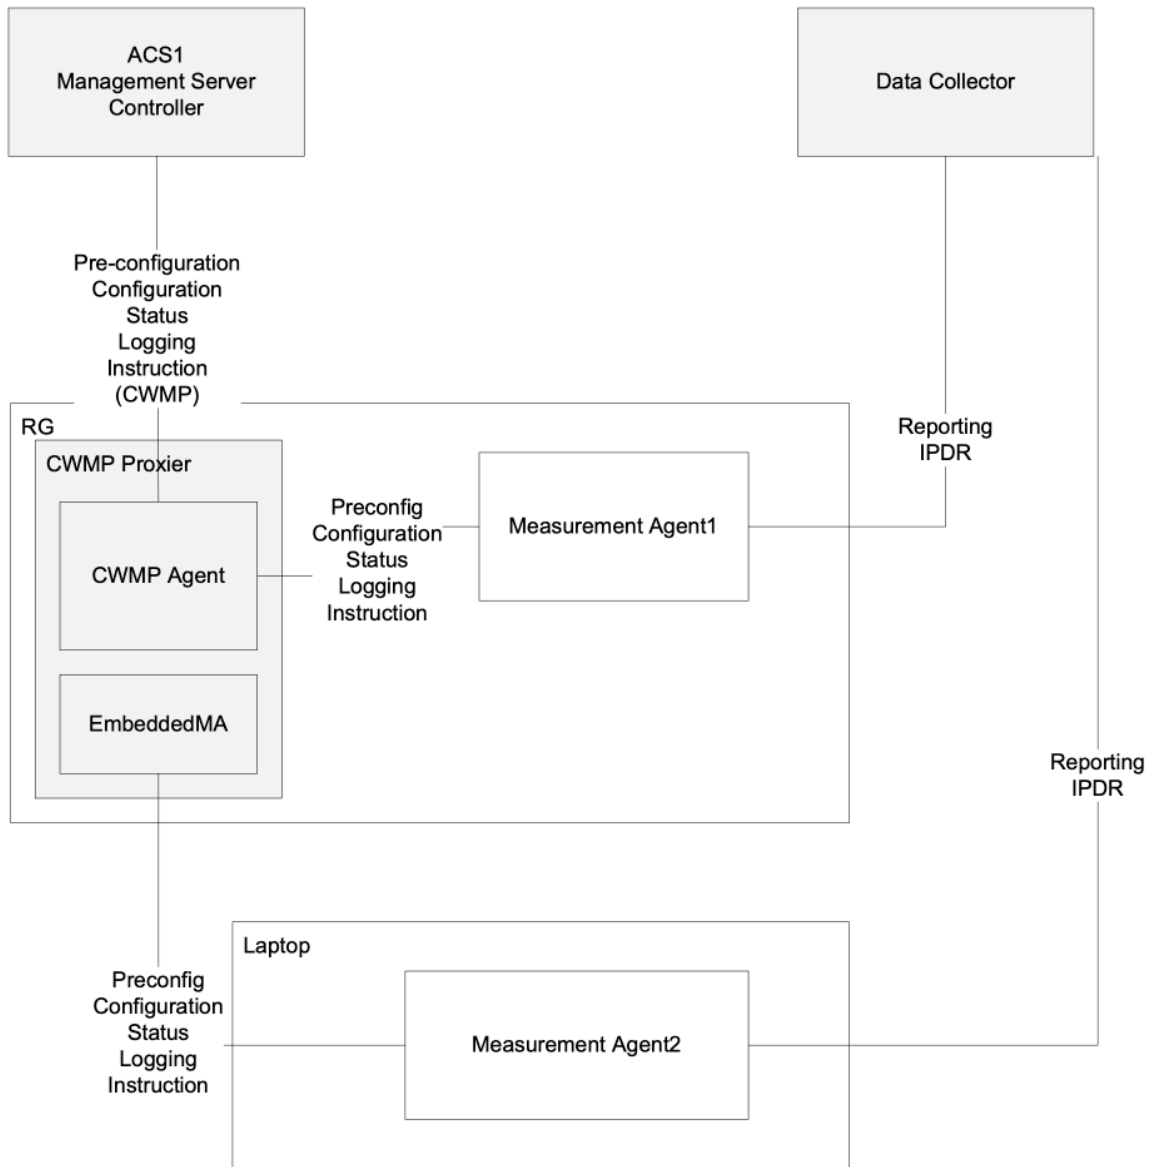 ACS1
Management Server
Controller
Data Collector
Pre-configuration
Configuration
Status
Logging
Instruction
(CWMP)
RG
CWMP Proxier
CWMP Agent
Preconfig
Configuration
Status
Logging
Instruction
Measurement Agent1
Reporting
IPDR
EmbeddedMA
Reporting
IPDR
Laptop
Preconfig
Configuration
Status
Logging
Instruction
Measurement Agent2